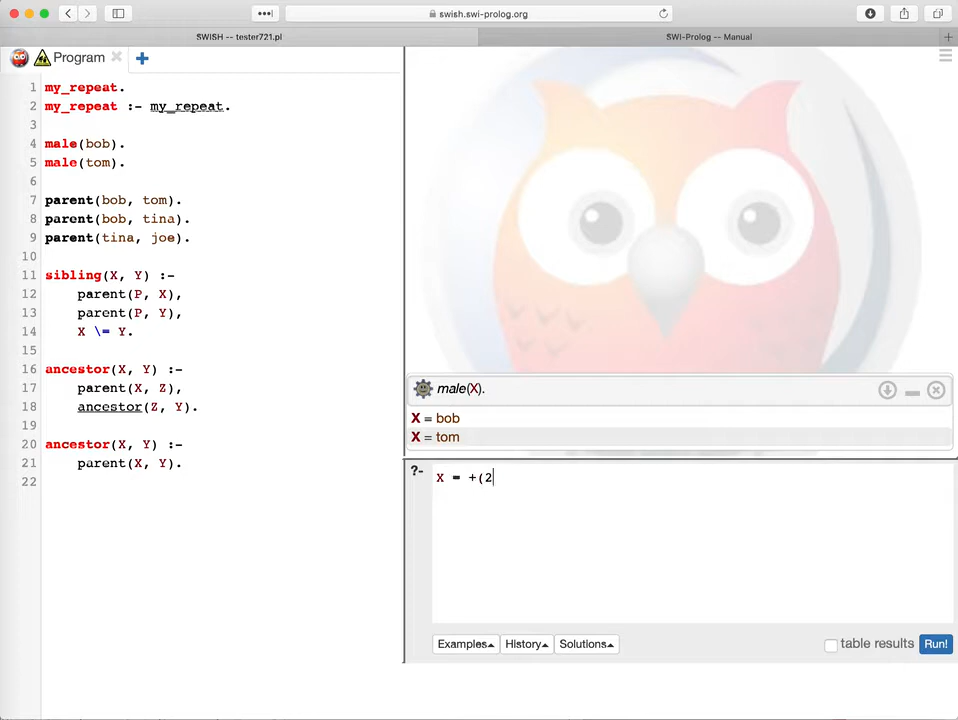 swish.swi-prolog.org
SWISH -- tester721.pl
SWI-Prolog -- Manual
Program
1 my_repeat.
2 my_repeat :- my_repeat.
3
4 male(bob).
5 male(tom).
6
7 parent(bob, tom).
8 parent(bob, tina).
9 parent(tina, joe).
10
11 sibling(X, Y) :-
12 parent(P, X),
13 parent(P, Y),
14 X \= Y.
15
16 ancestor(X, Y) :-
17 parent(X, Z),
18 ancestor(Z, Y).
19
20 ancestor(X, Y) :-
21 parent(X, Y).
22
male(X).
X = bob
X = tom
?- X = +(2
Examples History Solutions table results Run!